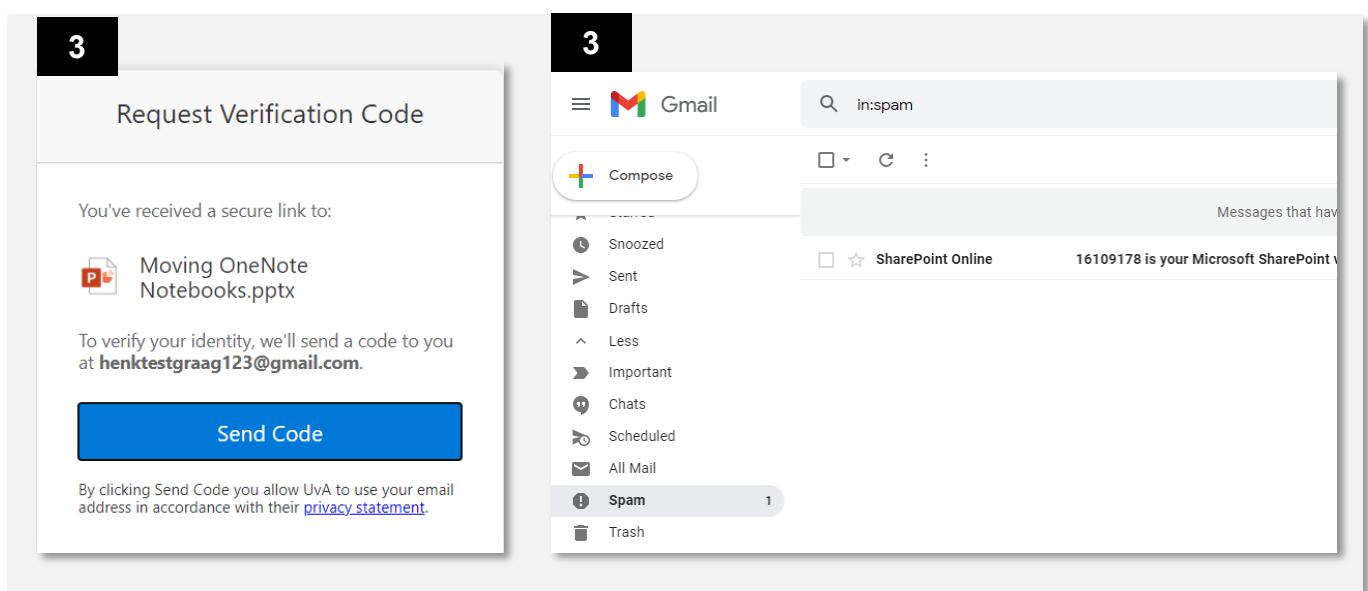 3
Request Verification Code
You've received a secure link to:
Moving OneNote
Notebooks.pptx
To verify your identity, we'll send a code to you
at henktestgraag123@gmail.com.
Send Code
By clicking Send Code you allow UvA to use your email
address in accordance with their privacy statement.
3
Gmail
in:spam
Compose
Messages that hav
Snoozed
SharePoint Online
16109178 is your Microsoft SharePoint v
Sent
Drafts
Less
Important
Chats
Scheduled
All Mail
Spam
1
Trash